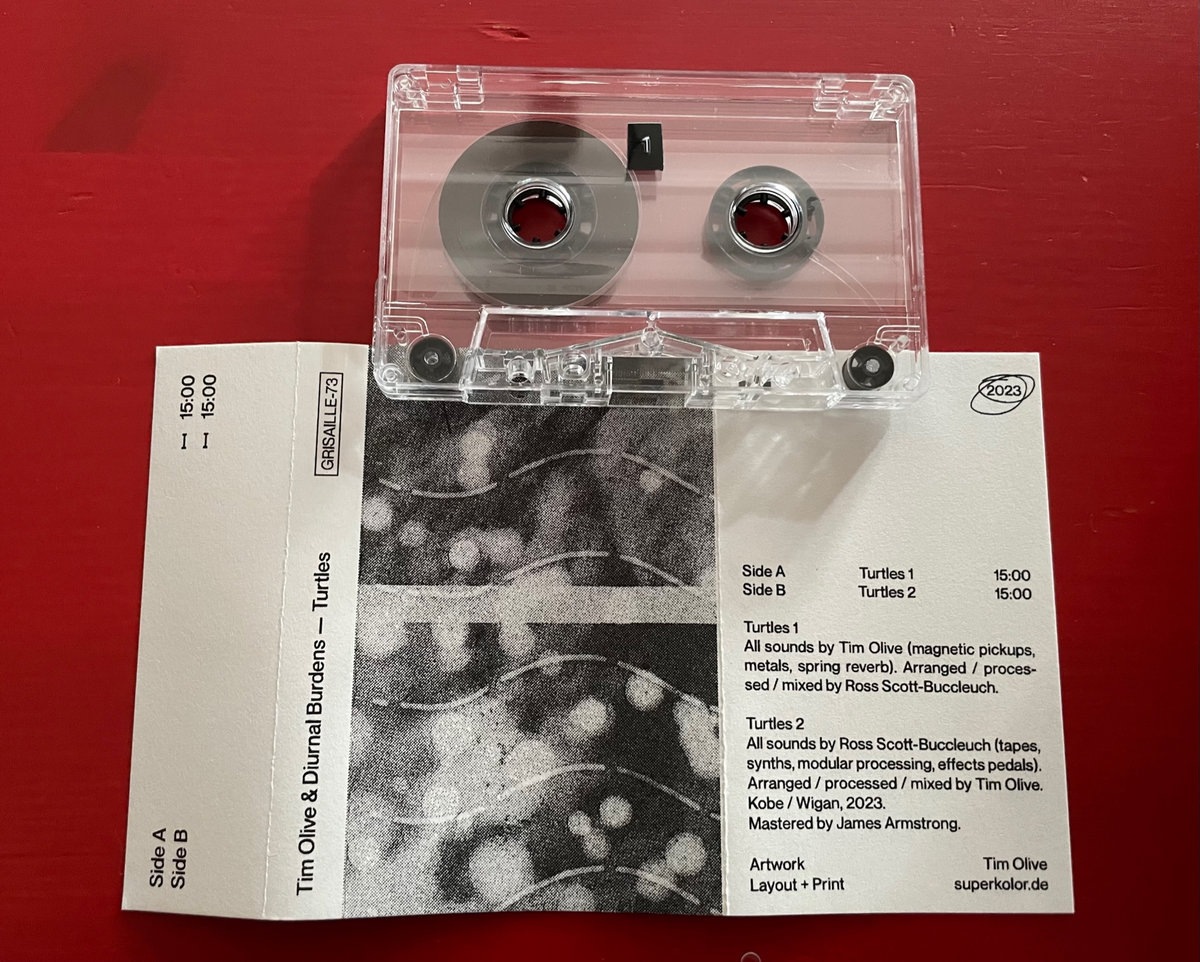 1
Side A 15:00
Side B 15:00
Tim Olive & Diurnal Burdens — Turtles
GRISAILLE-73
2023
Side A Turtles 1 15:00
Side B Turtles 2 15:00
Turtles 1
All sounds by Tim Olive (magnetic pickups,
metals, spring reverb). Arranged / proces-
sed / mixed by Ross Scott-Buccleuch.
Turtles 2
All sounds by Ross Scott-Buccleuch (tapes,
synths, modular processing, effects pedals).
Arranged / processed / mixed by Tim Olive.
Kobe / Wigan, 2023.
Mastered by James Armstrong.
Artwork Tim Olive
Layout + Print superkolor.de